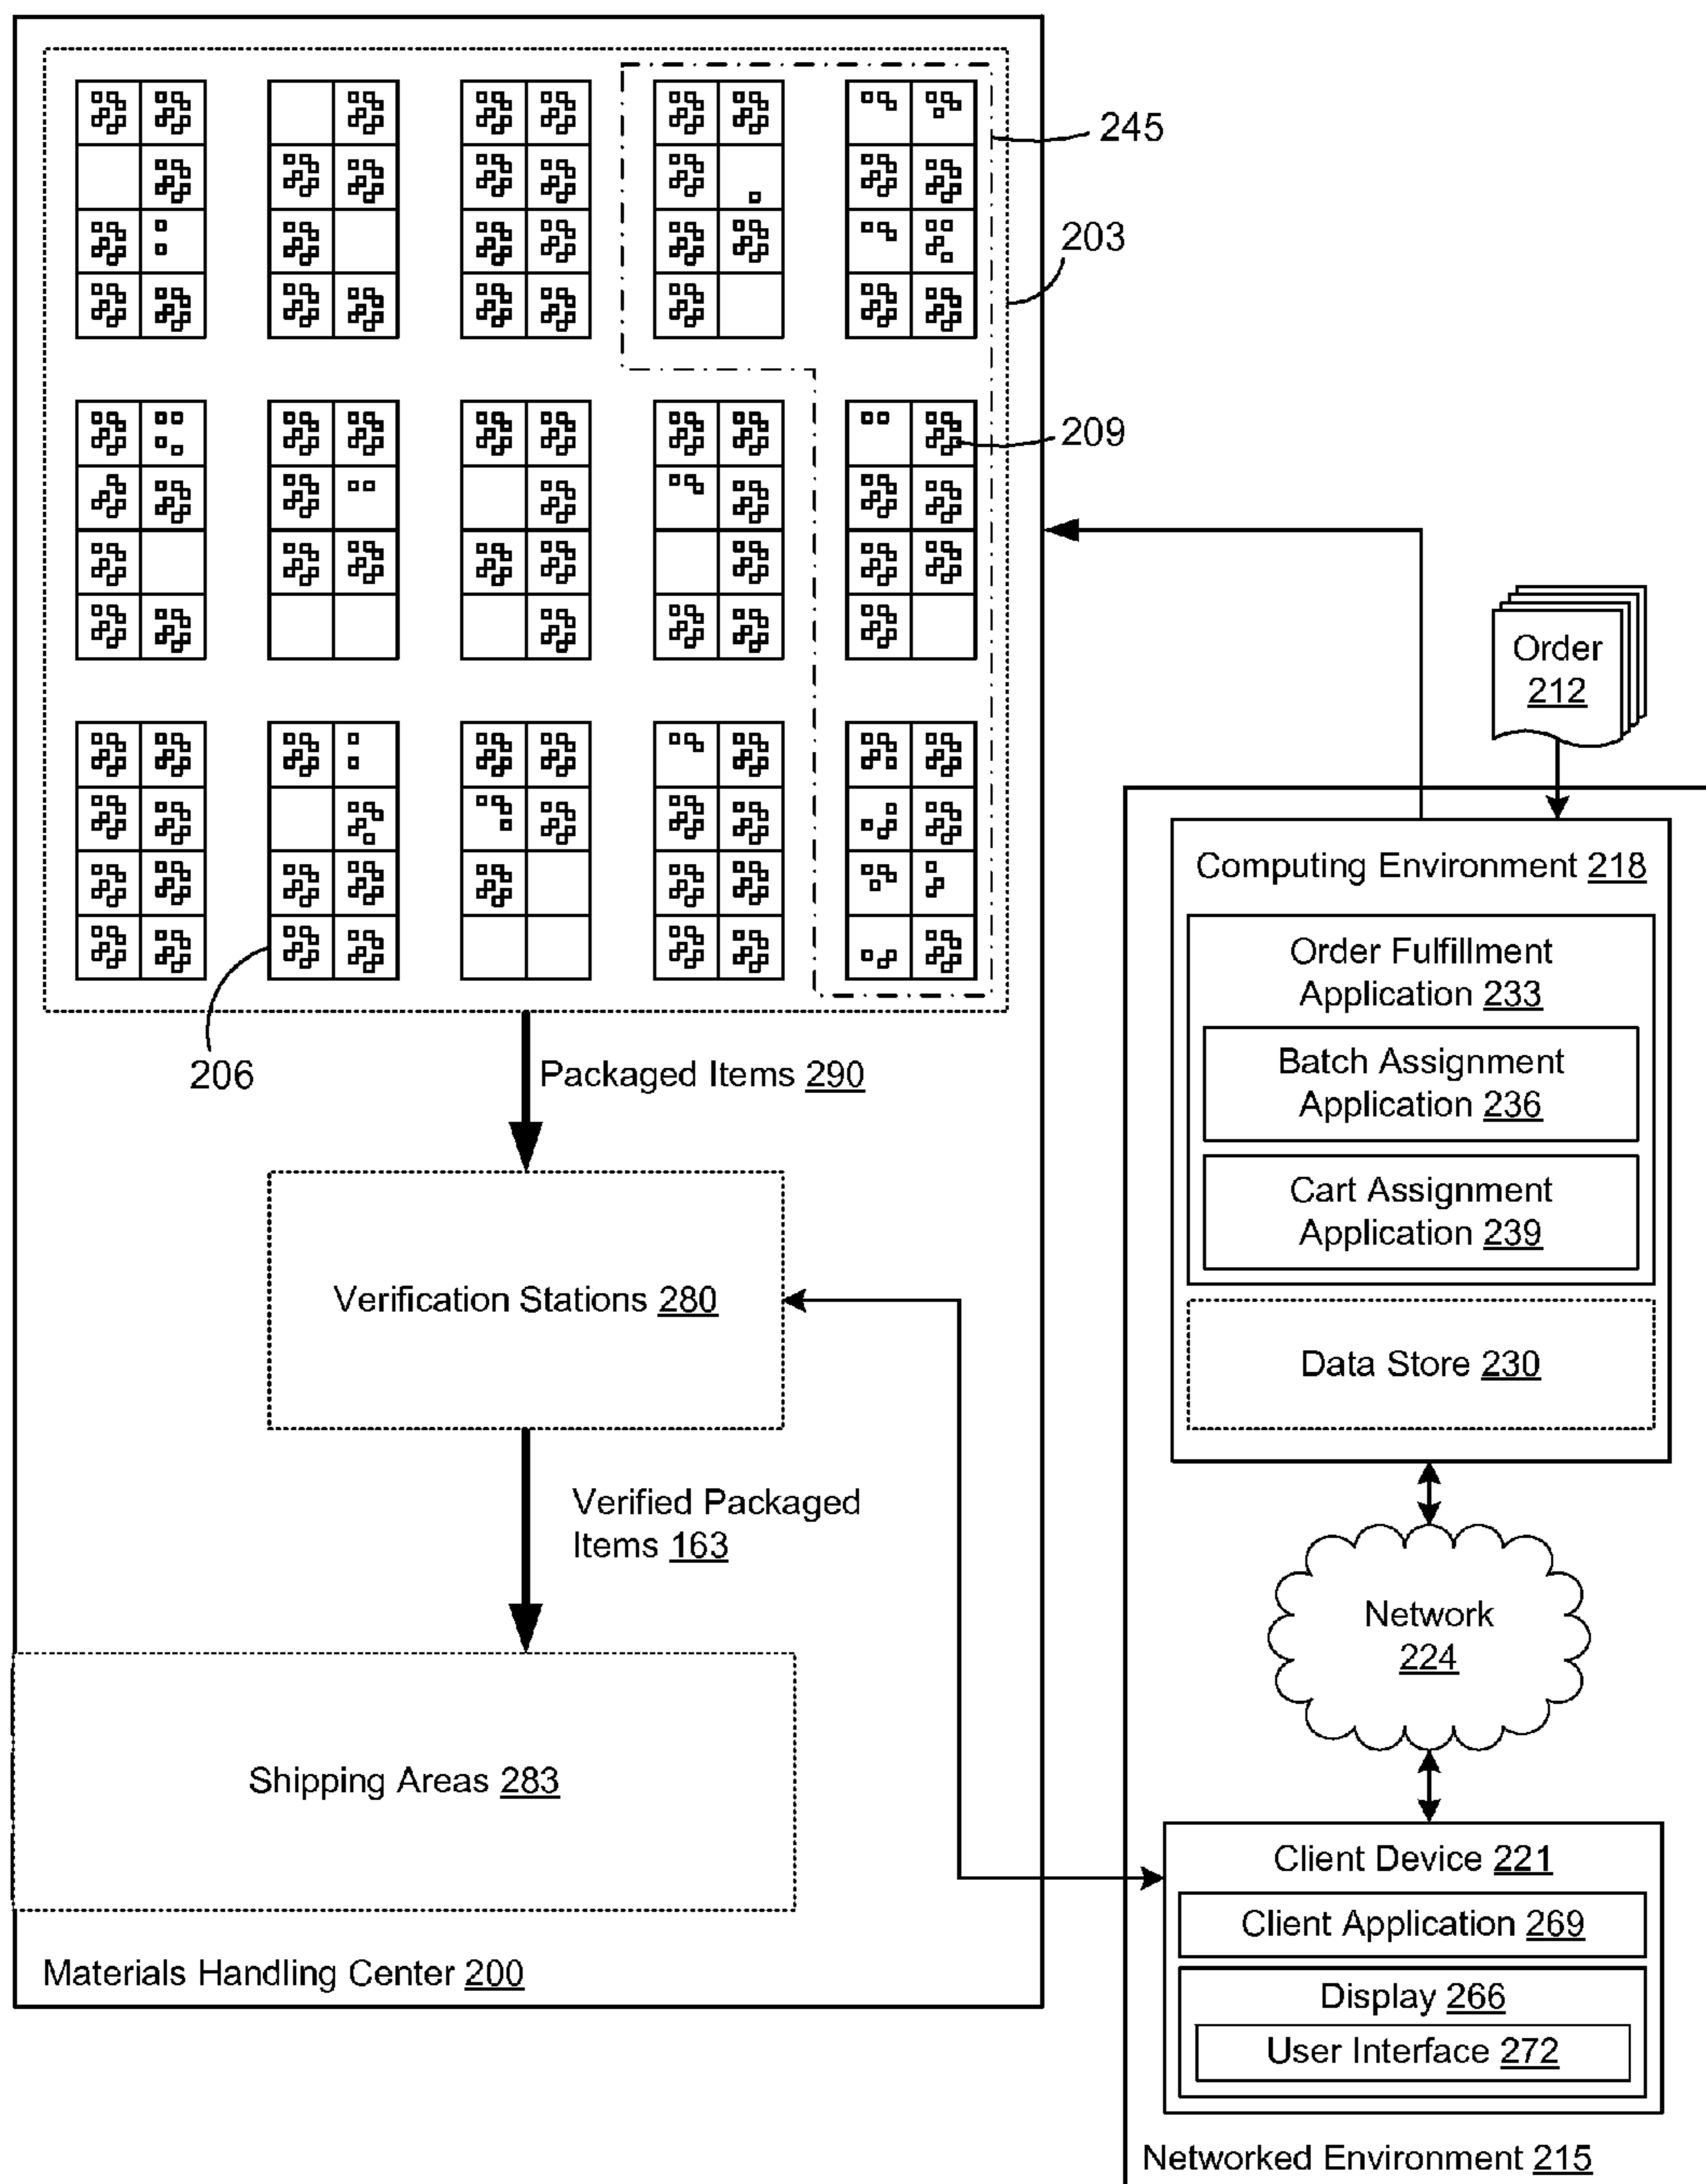 245
203
209
Order
212
206
Packaged Items 290
Computing Environment 218
Order Fulfillment
Application 233
Batch Assignment
Application 236
Cart Assignment
Application 239
Data Store 230
Verification Stations 280
Verified Packaged
Items 163
Network
224
Shipping Areas 283
Client Device 221
Client Application 269
Display 266
User Interface 272
Materials Handling Center 200
Networked Environment 215